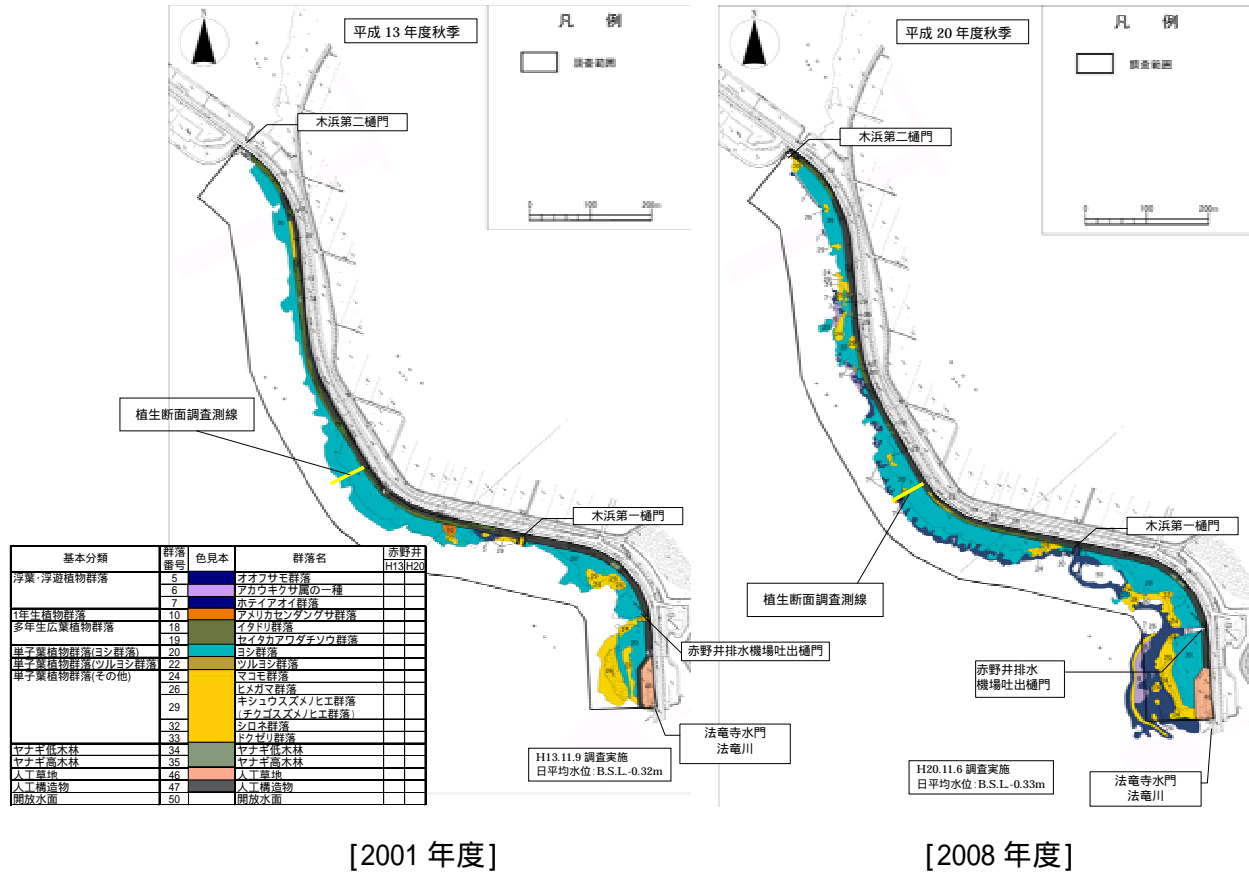 平成 13 年度秋季
凡 例
調査範囲
0 100 200m
木浜第二樋門
植生断面調査測線
木浜第一樋門
赤野井排水機場吐出樋門
法竜寺水門
法竜川
H13.11.9 調査実施
日平均水位:B.S.L.-0.32m
基本分類 群落番号 色見本 群落名 赤野井
H13 H20
浮葉・浮遊植物群落 5 オオフサモ群落
6 アカウキクサ属の一種
7 ホテイアオイ群落
1年生植物群落 10 アメリカセンダングサ群落
多年生広葉植物群落 18 イタドリ群落
19 セイタカアワダチソウ群落
単子葉植物群落(ヨシ群落) 20 ヨシ群落
単子葉植物群落(ツルヨシ群落) 22 ツルヨシ群落
単子葉植物群落(その他) 24 マコモ群落
26 ヒメガマ群落
29 キシュウスズメノヒエ群落
(チクゴスズメノヒエ群落)
32 シロネ群落
33 ドクゼリ群落
ヤナギ低木林 34 ヤナギ低木林
ヤナギ高木林 35 ヤナギ高木林
人工草地 46 人工草地
人工構造物 47 人工構造物
開放水面 50 開放水面
[2001 年度]
平成 20 年度秋季
凡 例
調査範囲
0 100 200m
木浜第二樋門
植生断面調査測線
木浜第一樋門
赤野井排水
機場吐出樋門
法竜寺水門
法竜川
H20.11.6 調査実施
日平均水位:B.S.L.-0.33m
[2008 年度]